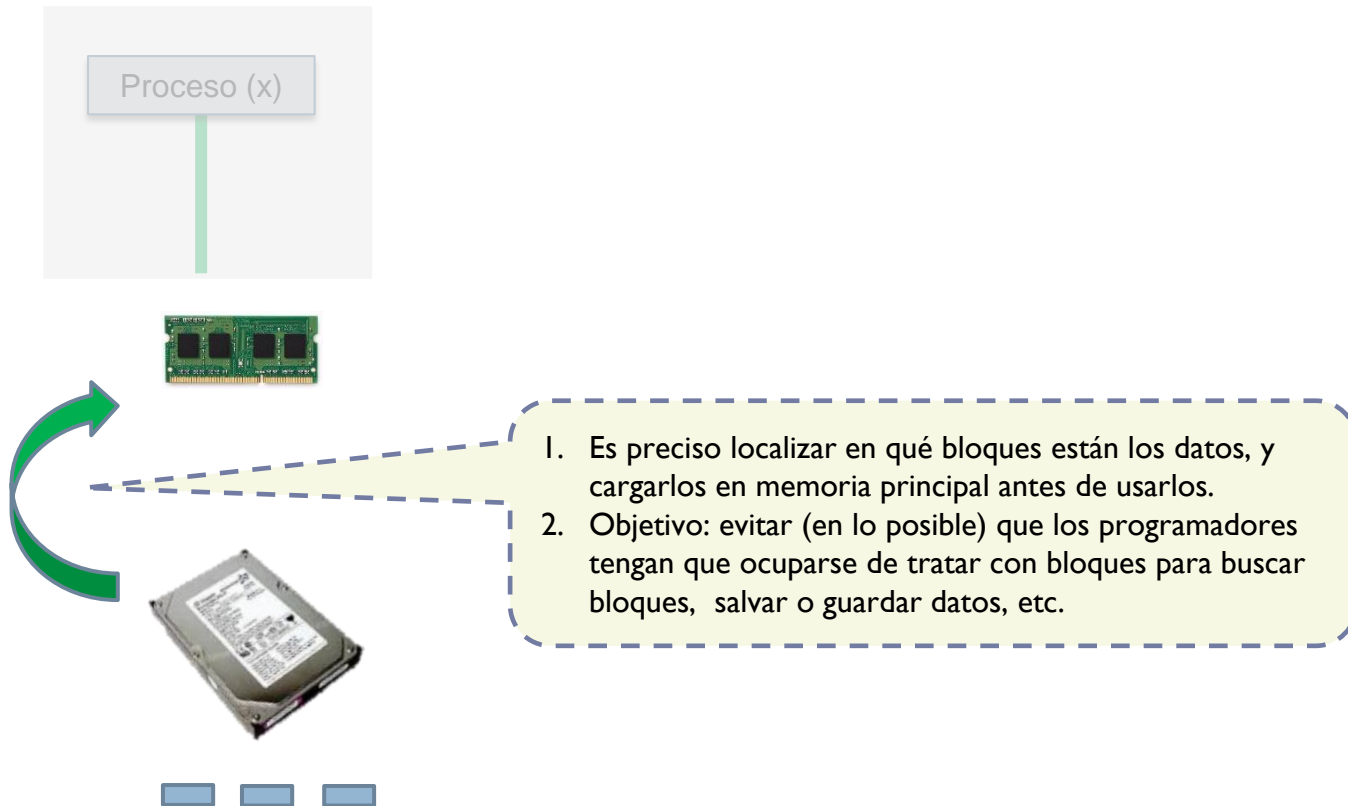 Proceso (x)
1. Es preciso localizar en qué bloques están los datos, y
cargarlos en memoria principal antes de usarlos.
2. Objetivo: evitar (en lo posible) que los programadores
tengan que ocuparse de tratar con bloques para buscar
bloques, salvar o guardar datos, etc.